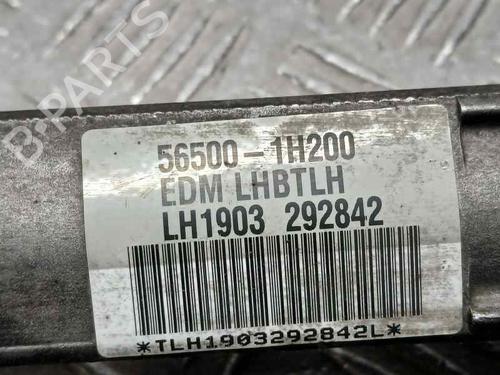 B-PARTS
56500-1H200
EDM LHBTLH
LH1903 292842
*TLH1903292842L*